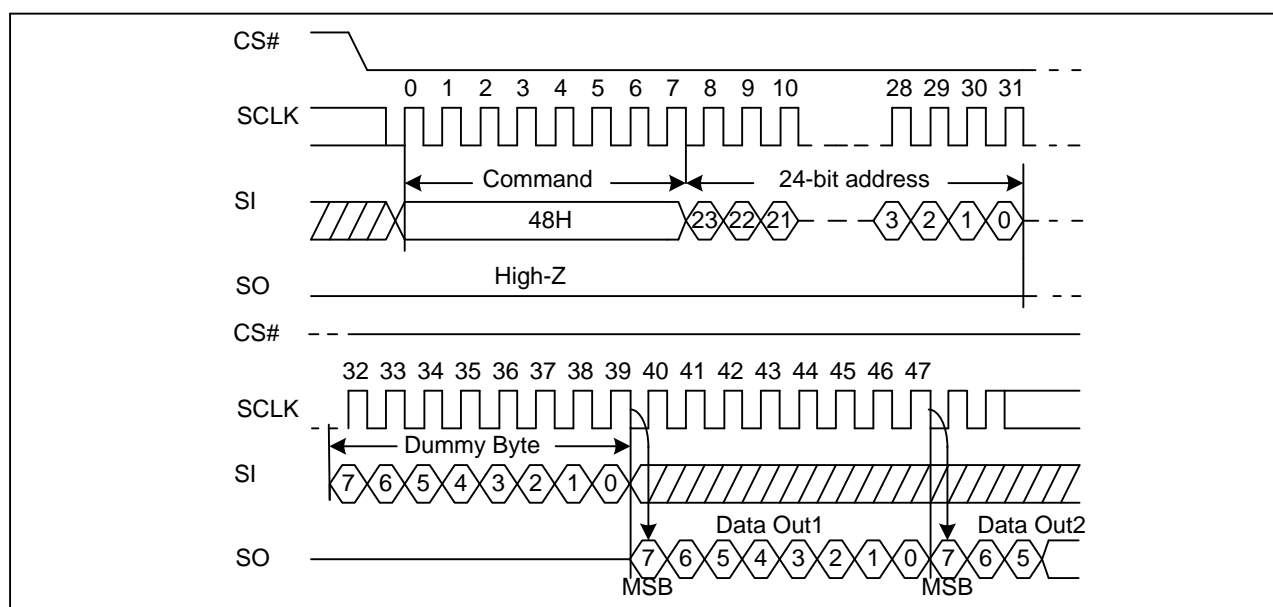 CS#
0 1 2 3 4 5 6 7 8 9 10 28 29 30 31
SCLK
Command 24-bit address
SI
48H 23 22 21 3 2 1 0
High-Z
SO
CS#
32 33 34 35 36 37 38 39 40 41 42 43 44 45 46 47
SCLK
Dummy Byte
SI
7 6 5 4 3 2 1 0
Data Out1 Data Out2
SO
7 6 5 4 3 2 1 0 7 6 5
MSB MSB